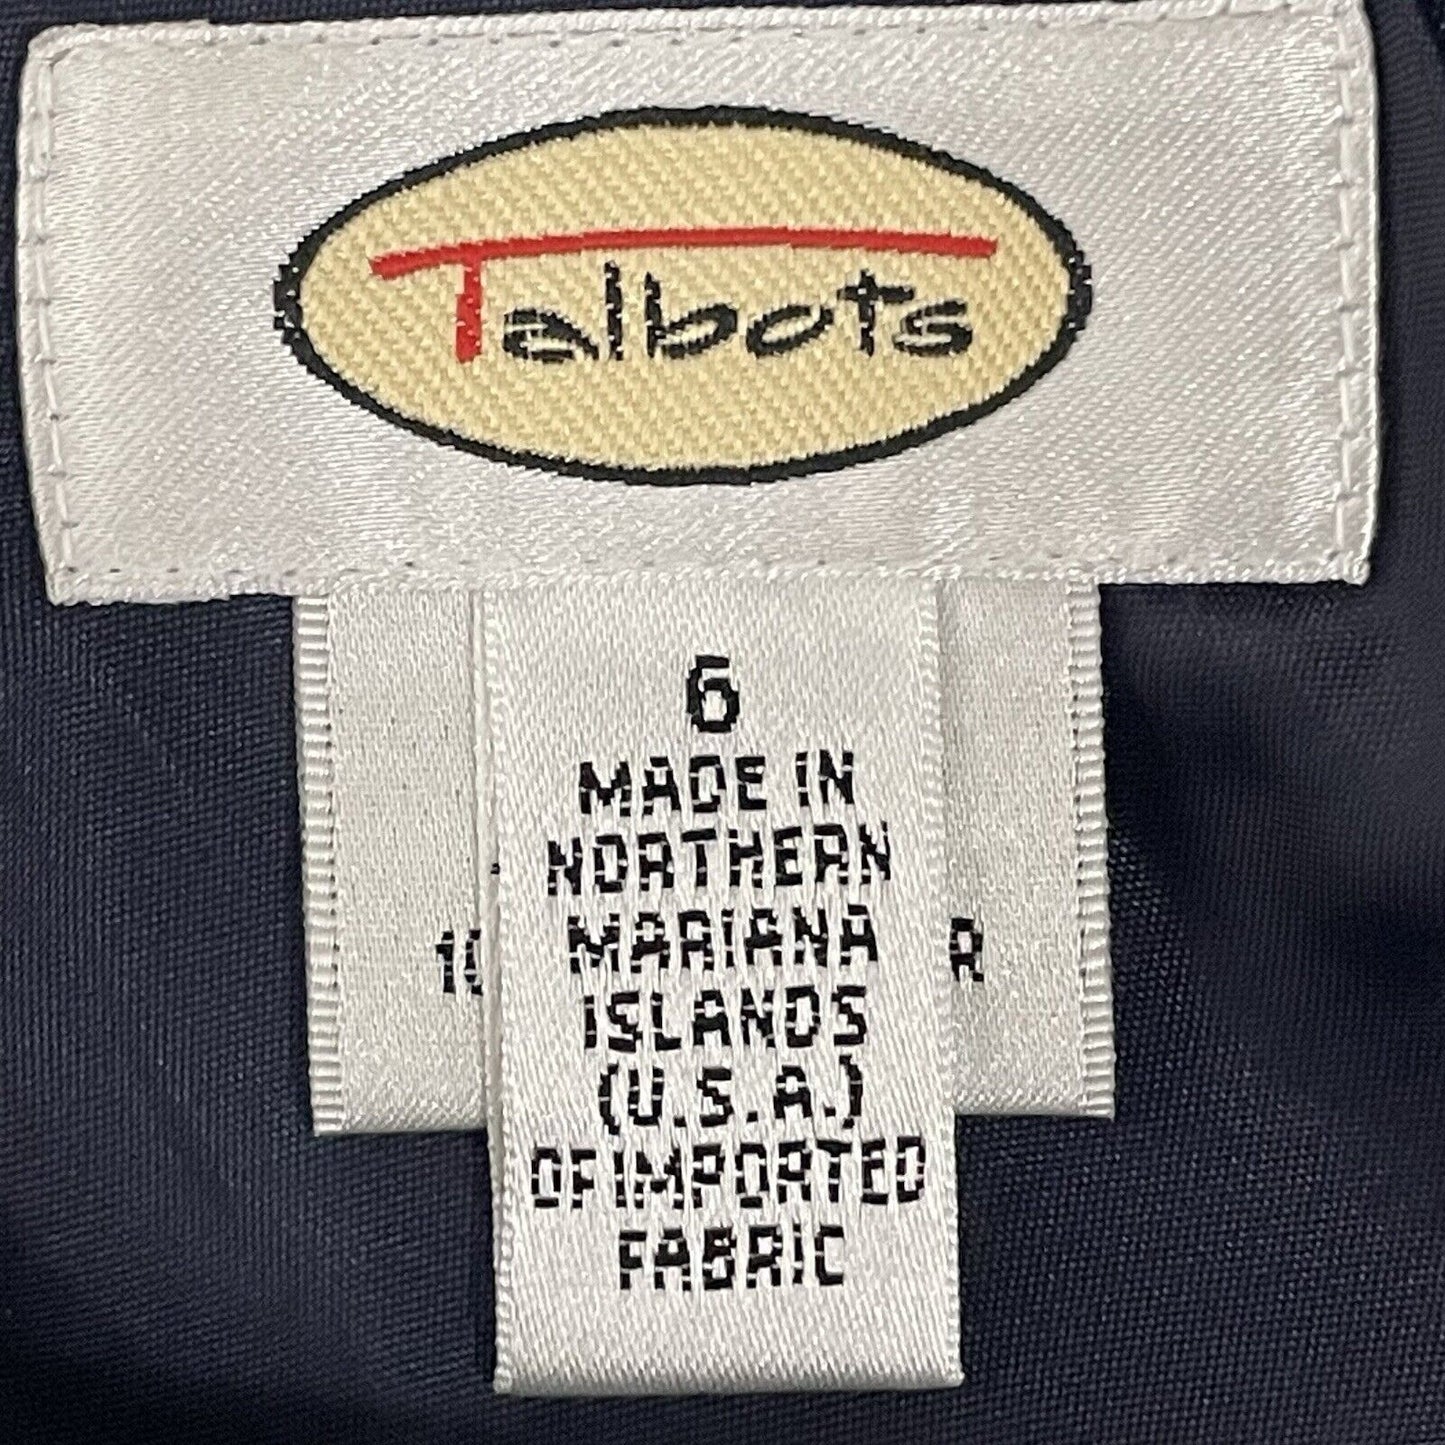 Talbots
6
MADE IN
NORTHERN
MARIANA
ISLANDS
(U.S.A.)
OF IMPORTED
FABRIC